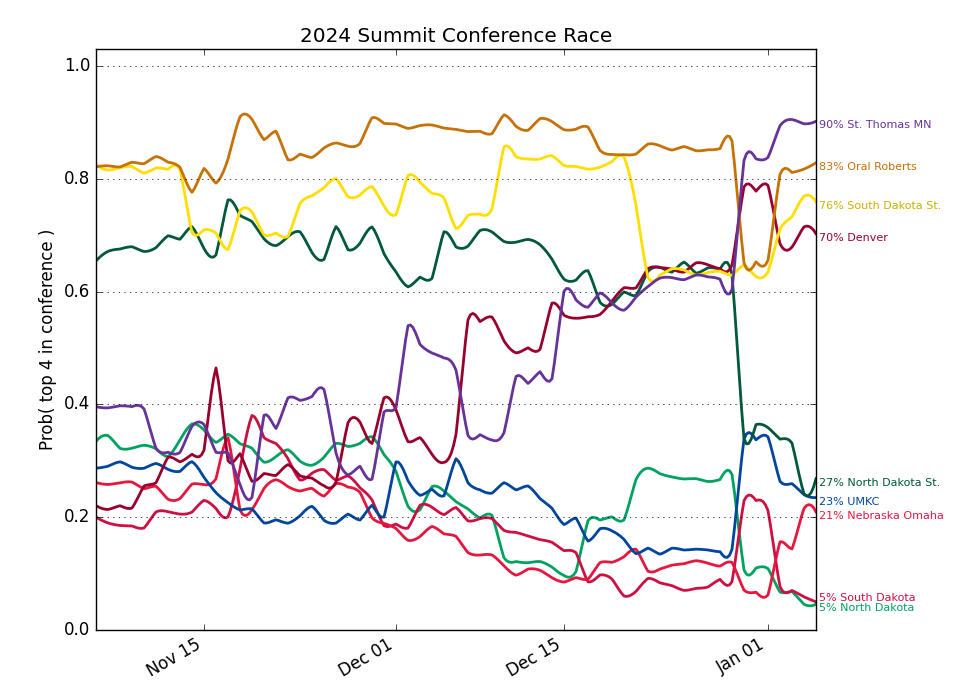 2024 Summit Conference Race
Prob( top 4 in conference )
1.0
0.8
0.6
0.4
0.2
0.0
Nov 15
Dec 01
Dec 15
Jan 01
90% St. Thomas MN
83% Oral Roberts
76% South Dakota St.
70% Denver
27% North Dakota St.
23% UMKC
21% Nebraska Omaha
5% South Dakota
5% North Dakota